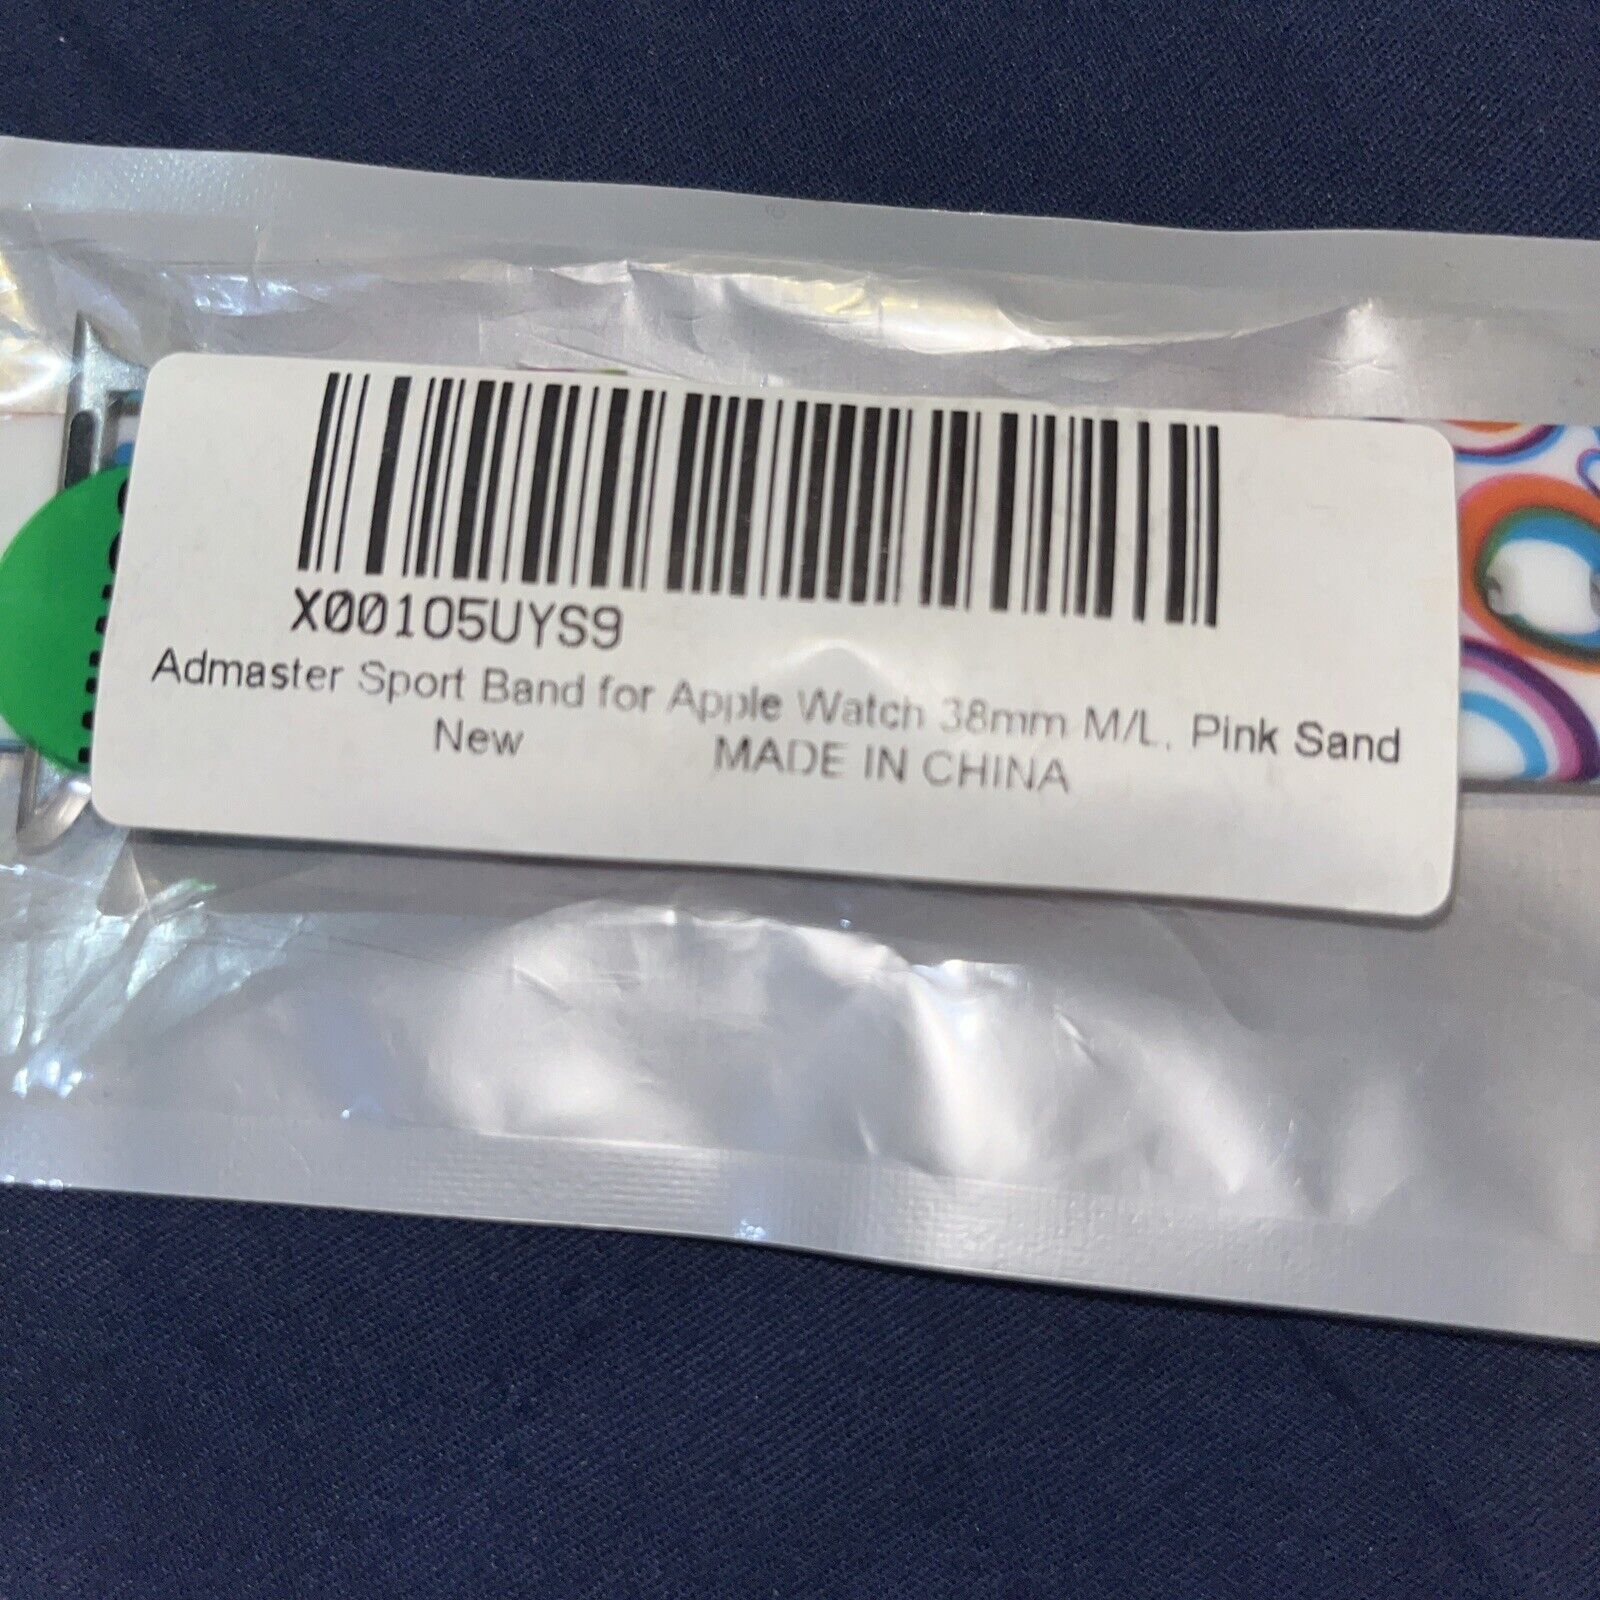 X00105UYS9
Admaster Sport Band for Apple Watch 38mm M/L, Pink Sand
New MADE IN CHINA